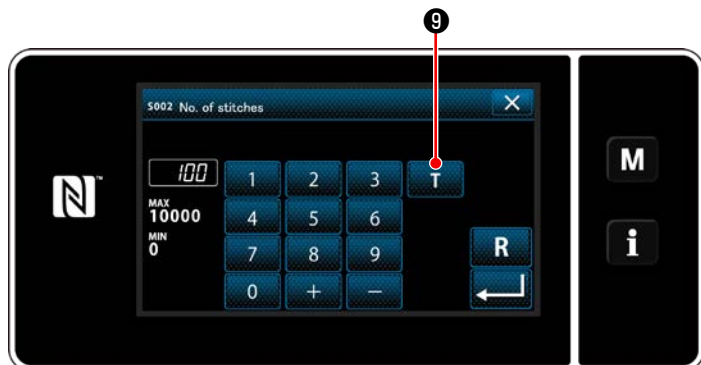 9
S002 No. of stitches
100
1 2 3 T
MAX
10000
4 5 6
MIN
0
7 8 9 R
0 + −
M
i
N